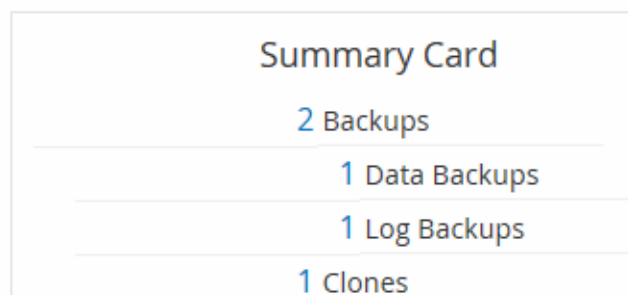 Summary Card
2 Backups
1 Data Backups
1 Log Backups
1 Clones